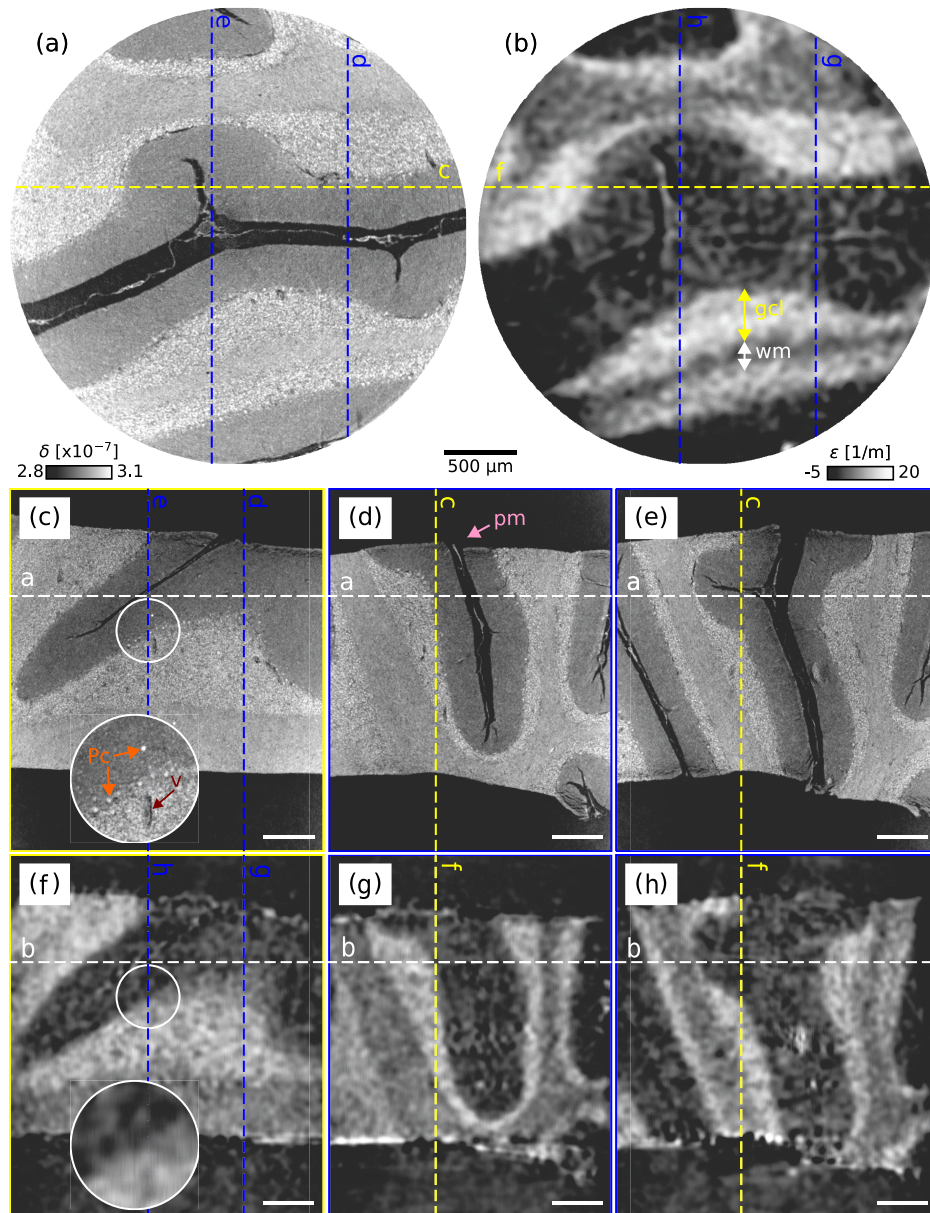 (a)
e
d
c
(b)
h
g
f
gcl
wm
δ [x10⁻⁷]
2.8
3.1
500 µm
ε [1/m]
-5
20
(c)
e
d
a
Pc
v
(d)
c
pm
a
(e)
c
a
(f)
h
g
b
(g)
f
b
(h)
f
b